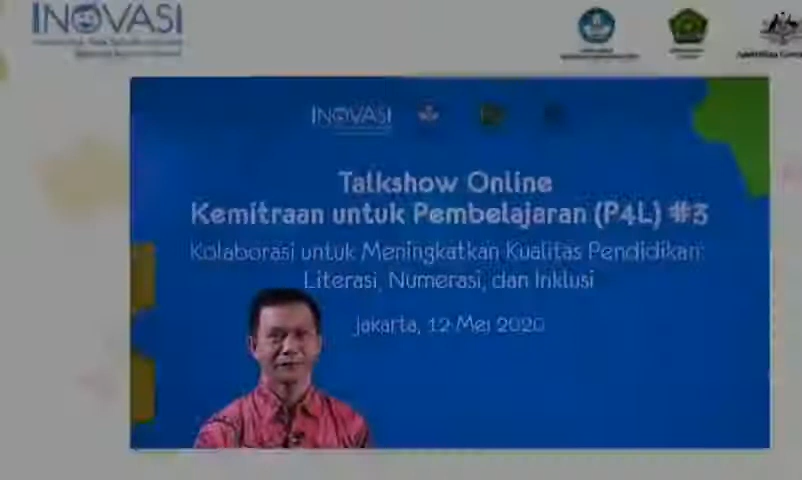 INOVASI
INOVASI
Talkshow Online
Kemitraan untuk Pembelajaran (P4L) #3
Kolaborasi untuk Meningkatkan Kualitas Pendidikan:
Literasi, Numerasi, dan Inklusi
Jakarta, 12 Mei 2020